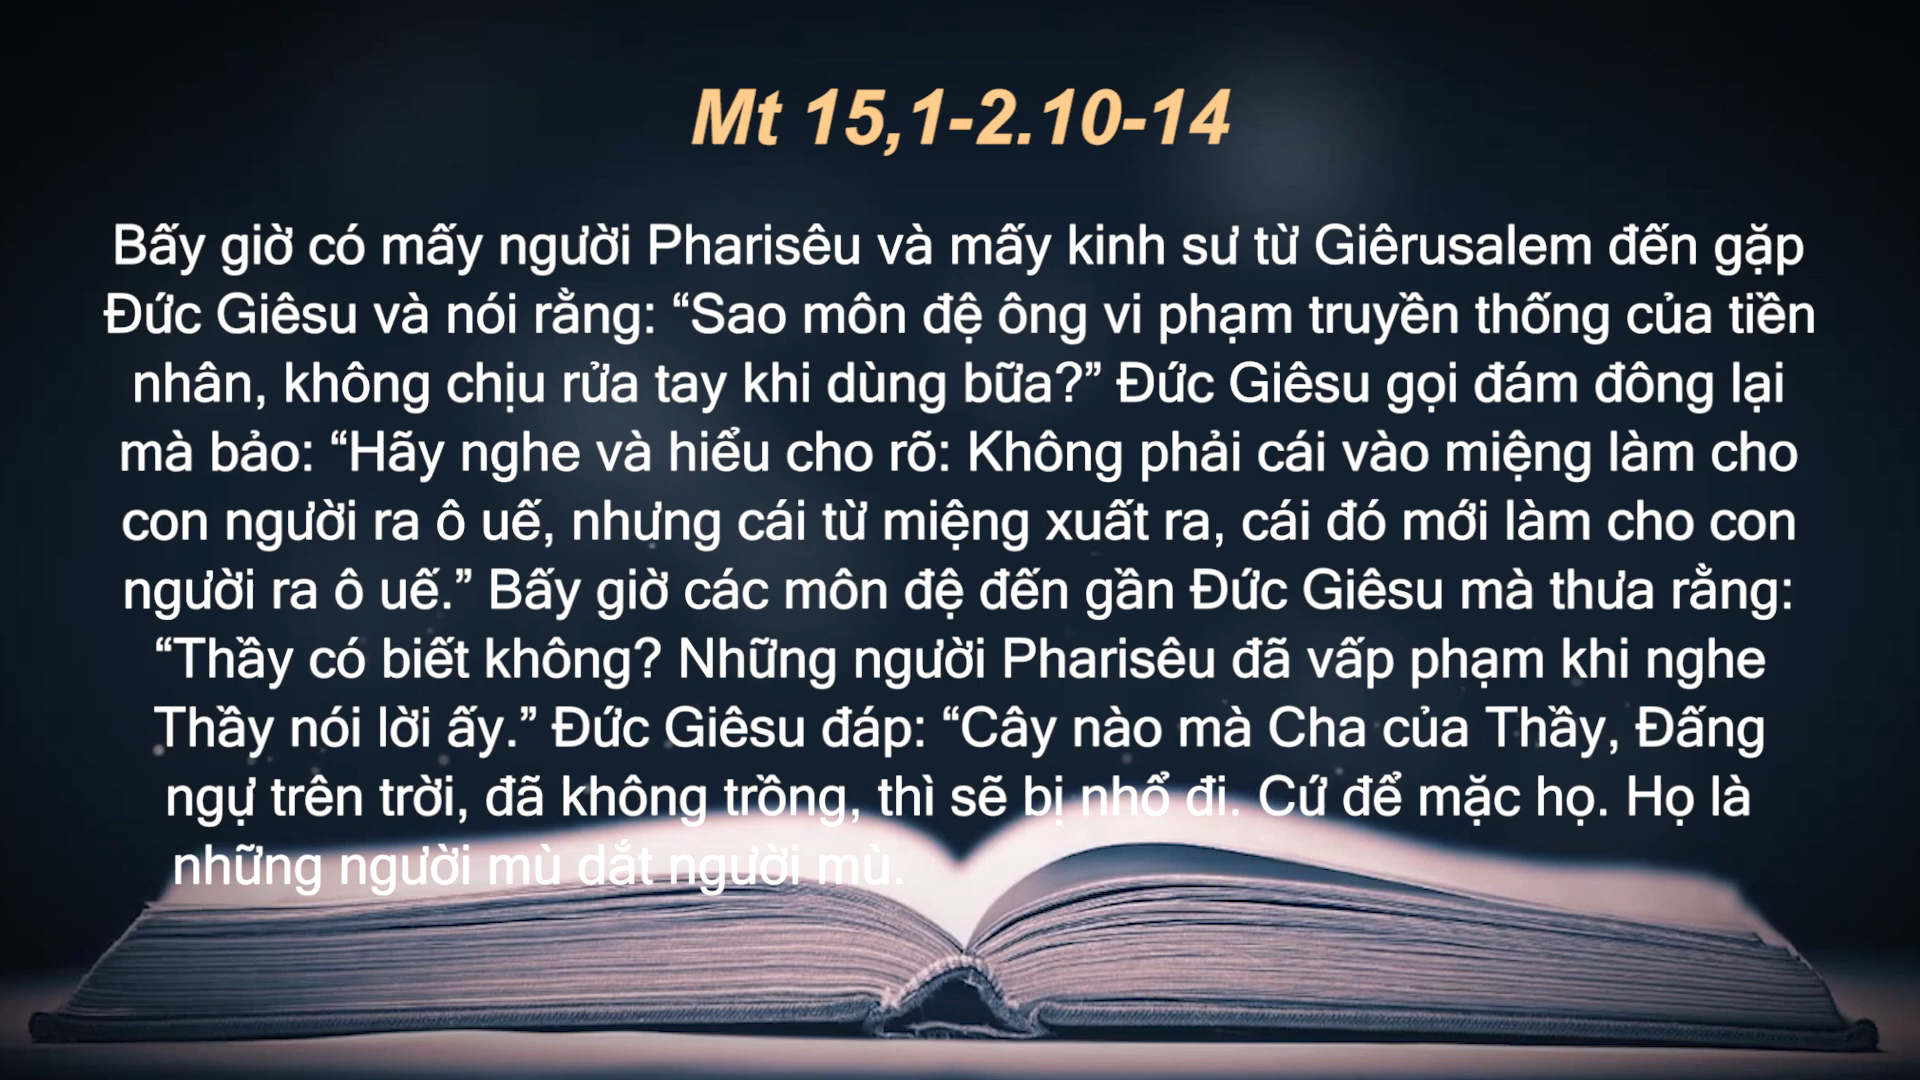 Mt 15,1-2.10-14
Bấy giờ có mấy người Pharisêu và mấy kinh sư từ Giêrusalem đến gặp
Đức Giêsu và nói rằng: “Sao môn đệ ông vi phạm truyền thống của tiền
nhân, không chịu rửa tay khi dùng bữa?” Đức Giêsu gọi đám đông lại
mà bảo: “Hãy nghe và hiểu cho rõ: Không phải cái vào miệng làm cho
con người ra ô uế, nhưng cái từ miệng xuất ra, cái đó mới làm cho con
người ra ô uế.” Bấy giờ các môn đệ đến gần Đức Giêsu mà thưa rằng:
“Thầy có biết không? Những người Pharisêu đã vấp phạm khi nghe
Thầy nói lời ấy.” Đức Giêsu đáp: “Cây nào mà Cha của Thầy, Đấng
ngự trên trời, đã không trồng, thì sẽ bị nhổ đi. Cứ để mặc họ. Họ là
những người mù dắt người mù.